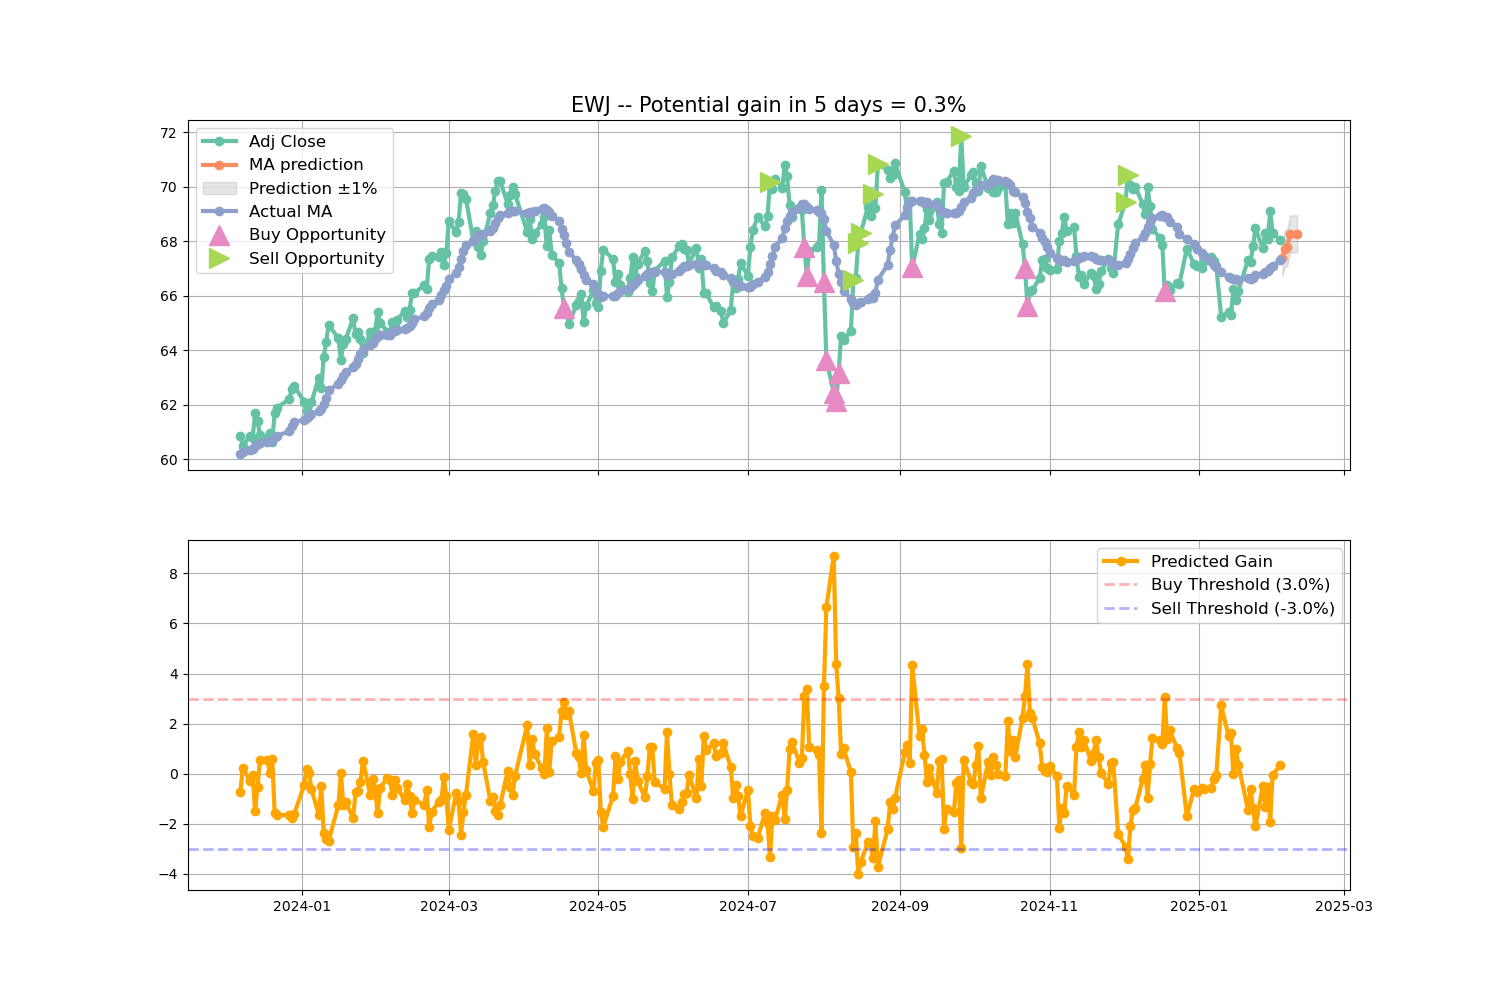 EWJ -- Potential gain in 5 days = 0.3%
72
70
68
66
64
62
60
Adj Close
MA prediction
Prediction ±1%
Actual MA
Buy Opportunity
Sell Opportunity
8
6
4
2
0
−2
−4
Predicted Gain
Buy Threshold (3.0%)
Sell Threshold (-3.0%)
2024-01
2024-03
2024-05
2024-07
2024-09
2024-11
2025-01
2025-03